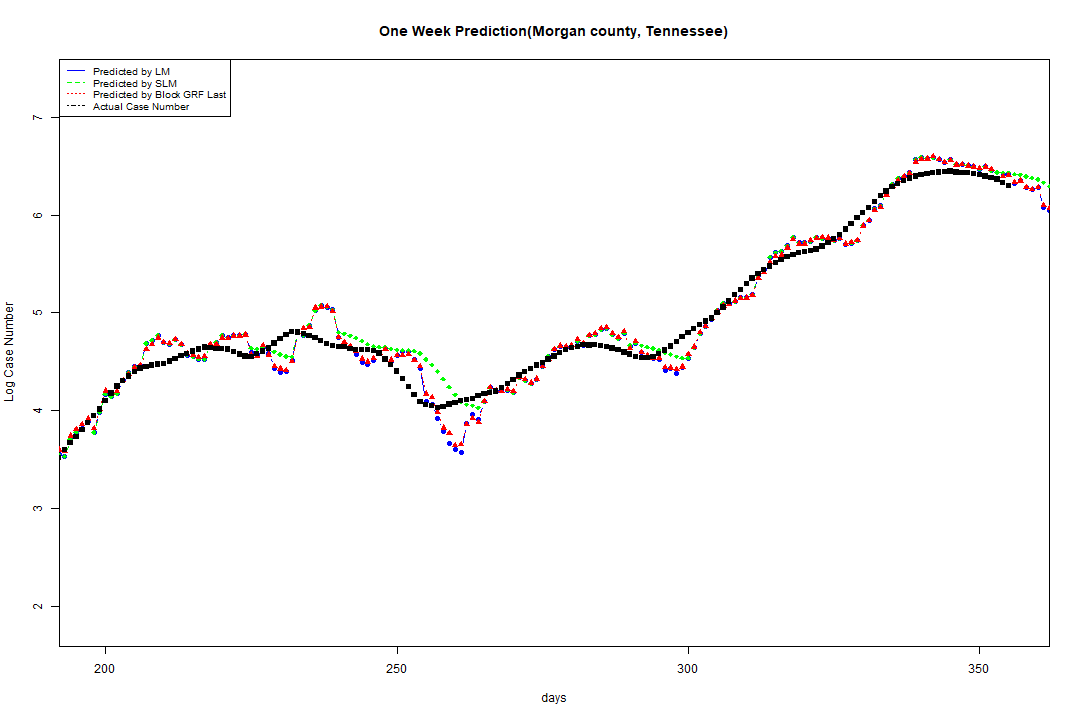 One Week Prediction(Morgan county, Tennessee)
Predicted by LM
Predicted by SLM
Predicted by Block GRF Last
Actual Case Number
7
6
5
4
3
2
Log Case Number
200 250 300 350
days